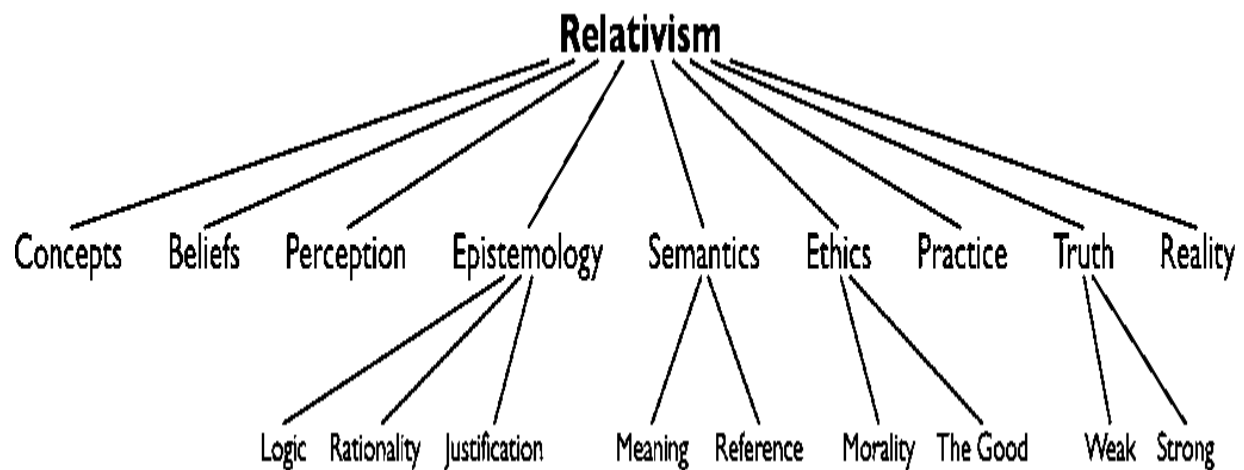 Relativism
Concepts Beliefs Perception Epistemology Semantics Ethics Practice Truth Reality
Logic Rationality Justification Meaning Reference Morality The Good Weak Strong